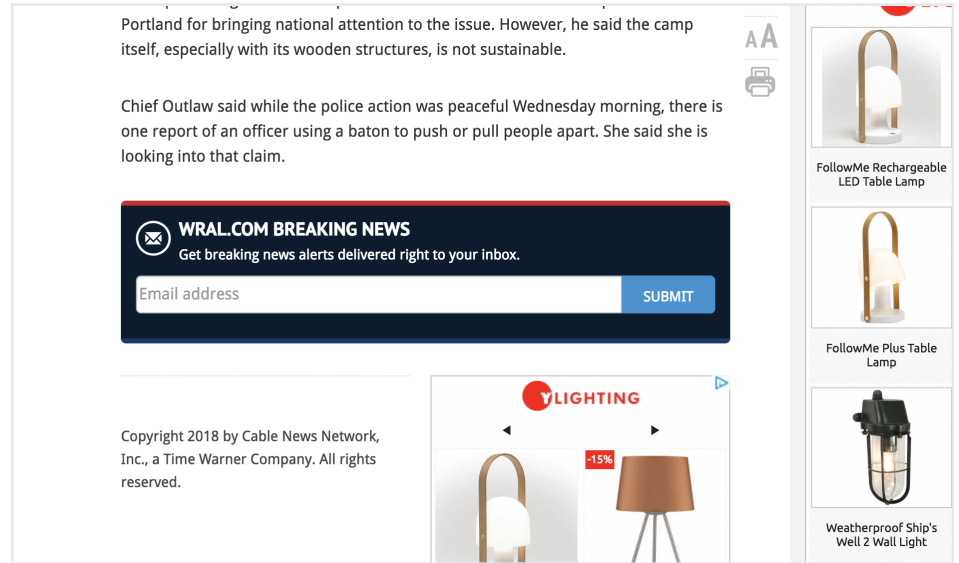 Portland for bringing national attention to the issue. However, he said the camp
itself, especially with its wooden structures, is not sustainable.
Chief Outlaw said while the police action was peaceful Wednesday morning, there is
one report of an officer using a baton to push or pull people apart. She said she is
looking into that claim.
WRAL.COM BREAKING NEWS
Get breaking news alerts delivered right to your inbox.
Email address
SUBMIT
Copyright 2018 by Cable News Network,
Inc., a Time Warner Company. All rights
reserved.
YLIGHTING
-15%
AA
FollowMe Rechargeable
LED Table Lamp
FollowMe Plus Table
Lamp
Weatherproof Ship's
Well 2 Wall Light